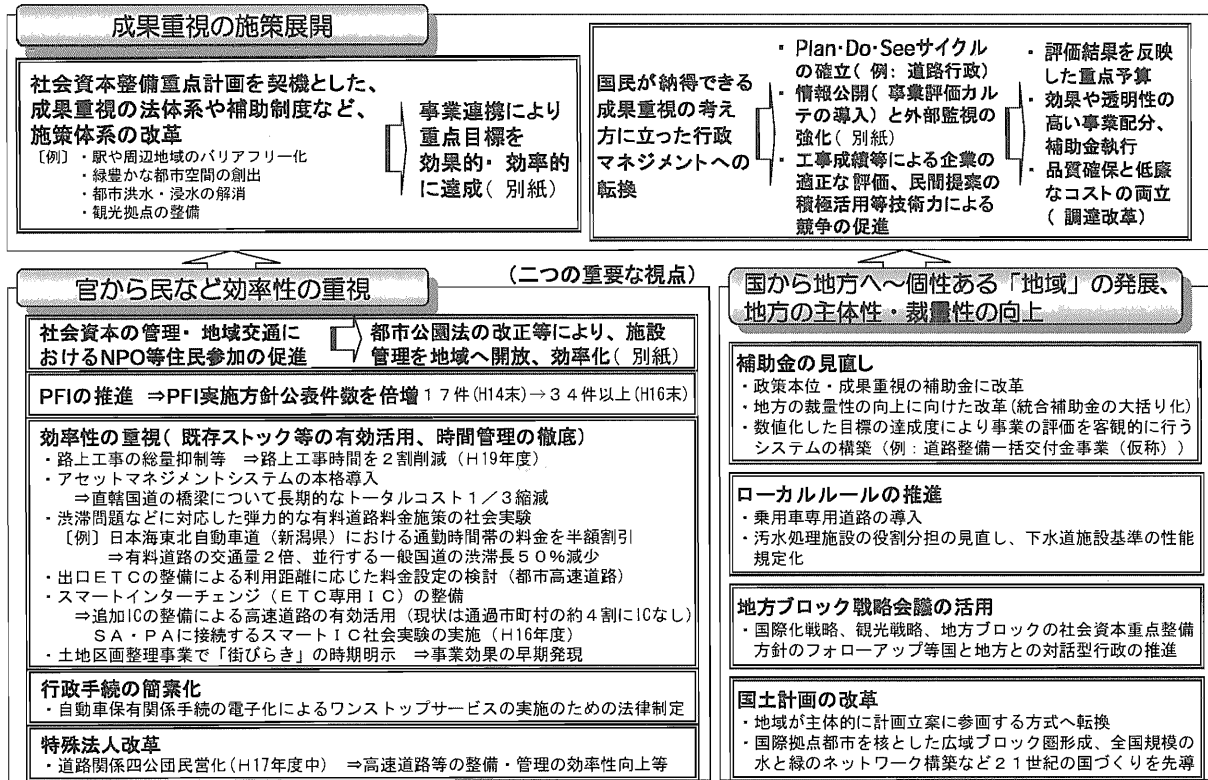 成果重視の施策展開
社会資本整備重点計画を契機とした、
成果重視の法体系や補助制度など、
施策体系の改革
〔例〕・駅や周辺地域のバリアフリー化
・緑豊かな都市空間の創出
・都市洪水・浸水の解消
・観光拠点の整備
事業連携により
重点目標を
効果的・効率的
に達成(別紙)
国民が納得できる
成果重視の考え
方に立った行政
マネジメントへの
転換
・Plan・Do・Seeサイクル
の確立(例:道路行政)
・情報公開(事業評価カル
テの導入)と外部監視の
強化(別紙)
・工事成績等による企業の
適正な評価、民間提案の
積極活用等技術力による
競争の促進
・評価結果を反映
した重点予算
・効果や透明性の
高い事業配分、
補助金執行
・品質確保と低廉
なコストの両立
(調達改革)
(二つの重要な視点)
官から民など効率性の重視
社会資本の管理・地域交通に
おけるNPO等住民参加の促進
都市公園法の改正等により、施設
管理を地域へ開放、効率化(別紙)
PFIの推進 ⇒PFI実施方針公表件数を倍増 17件(H14末)→34件以上(H16末)
効率性の重視(既存ストック等の有効活用、時間管理の徹底)
・路上工事の総量抑制等 ⇒路上工事時間を2割削減(H19年度)
・アセットマネジメントシステムの本格導入
⇒直轄国道の橋梁について長期的なトータルコスト1/3縮減
・渋滞問題などに対応した弾力的な有料道路料金施策の社会実験
〔例〕日本海東北自動車道(新潟県)における通勤時間帯の料金を半額割引
⇒有料道路の交通量2倍、並行する一般国道の渋滞長50%減少
・出口ETCの整備による利用距離に応じた料金設定の検討(都市高速道路)
・スマートインターチェンジ(ETC専用IC)の整備
⇒追加ICの整備による高速道路の有効活用(現状は通過市町村の約4割にICなし)
SA・PAに接続するスマートIC社会実験の実施(H16年度)
・土地区画整理事業で「街びらき」の時期明示 ⇒事業効果の早期発現
行政手続の簡素化
・自動車保有関係手続の電子化によるワンストップサービスの実施のための法律制定
特殊法人改革
・道路関係四公団民営化(H17年度中) ⇒高速道路等の整備・管理の効率性向上等
国から地方へ~個性ある「地域」の発展、
地方の主体性・裁量性の向上
補助金の見直し
・政策本位・成果重視の補助金に改革
・地方の裁量性の向上に向けた改革(統合補助金の大括り化)
・数値化した目標の達成度により事業の評価を客観的に行う
システムの構築(例:道路整備一括交付金事業(仮称))
ローカルルールの推進
・乗用車専用道路の導入
・汚水処理施設の役割分担の見直し、下水道施設基準の性能
規定化
地方ブロック戦略会議の活用
・国際化戦略、観光戦略、地方ブロックの社会資本重点整備
方針のフォローアップ等国と地方との対話型行政の推進
国土計画の改革
・地域が主体的に計画立案に参画する方式へ転換
・国際拠点都市を核とした広域ブロック圏形成、全国規模の
水と緑のネットワーク構築など21世紀の国づくりを先導